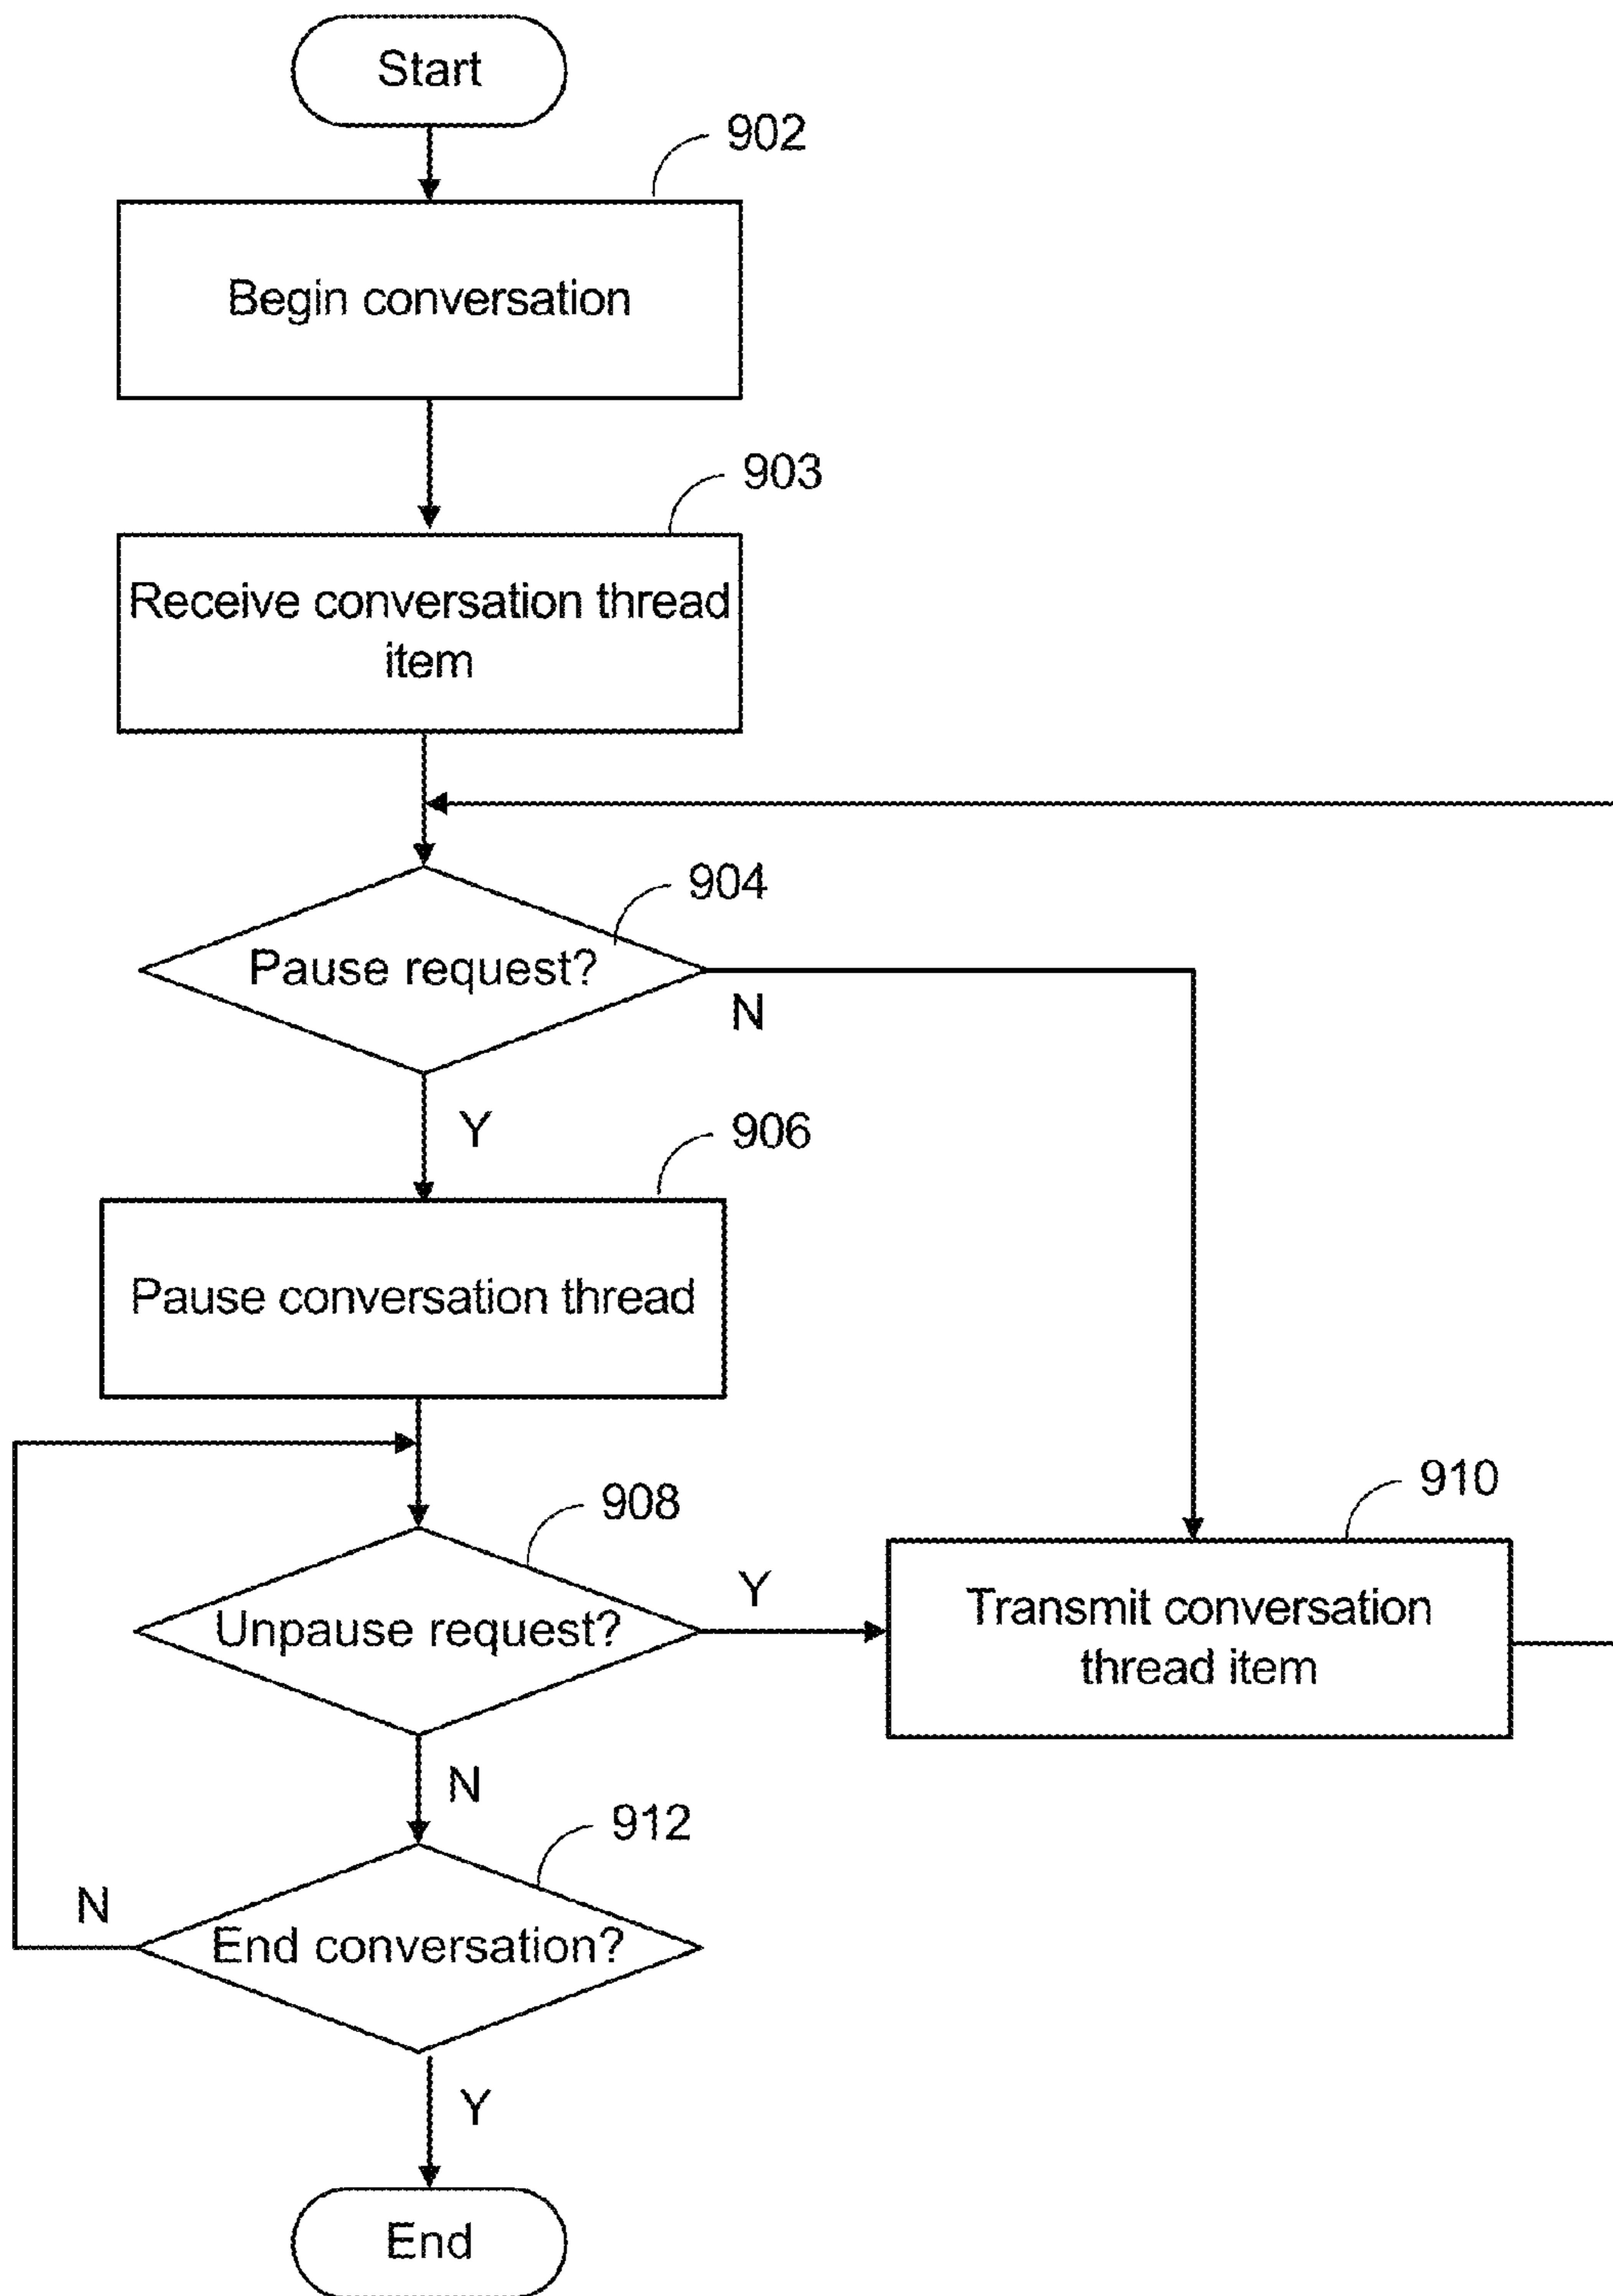 Start
902
Begin conversation
903
Receive conversation thread
item
904
Pause request?
N
Y
906
Pause conversation thread
908
Unpause request?
Y
910
Transmit conversation
thread item
N
912
End conversation?
N
Y
End